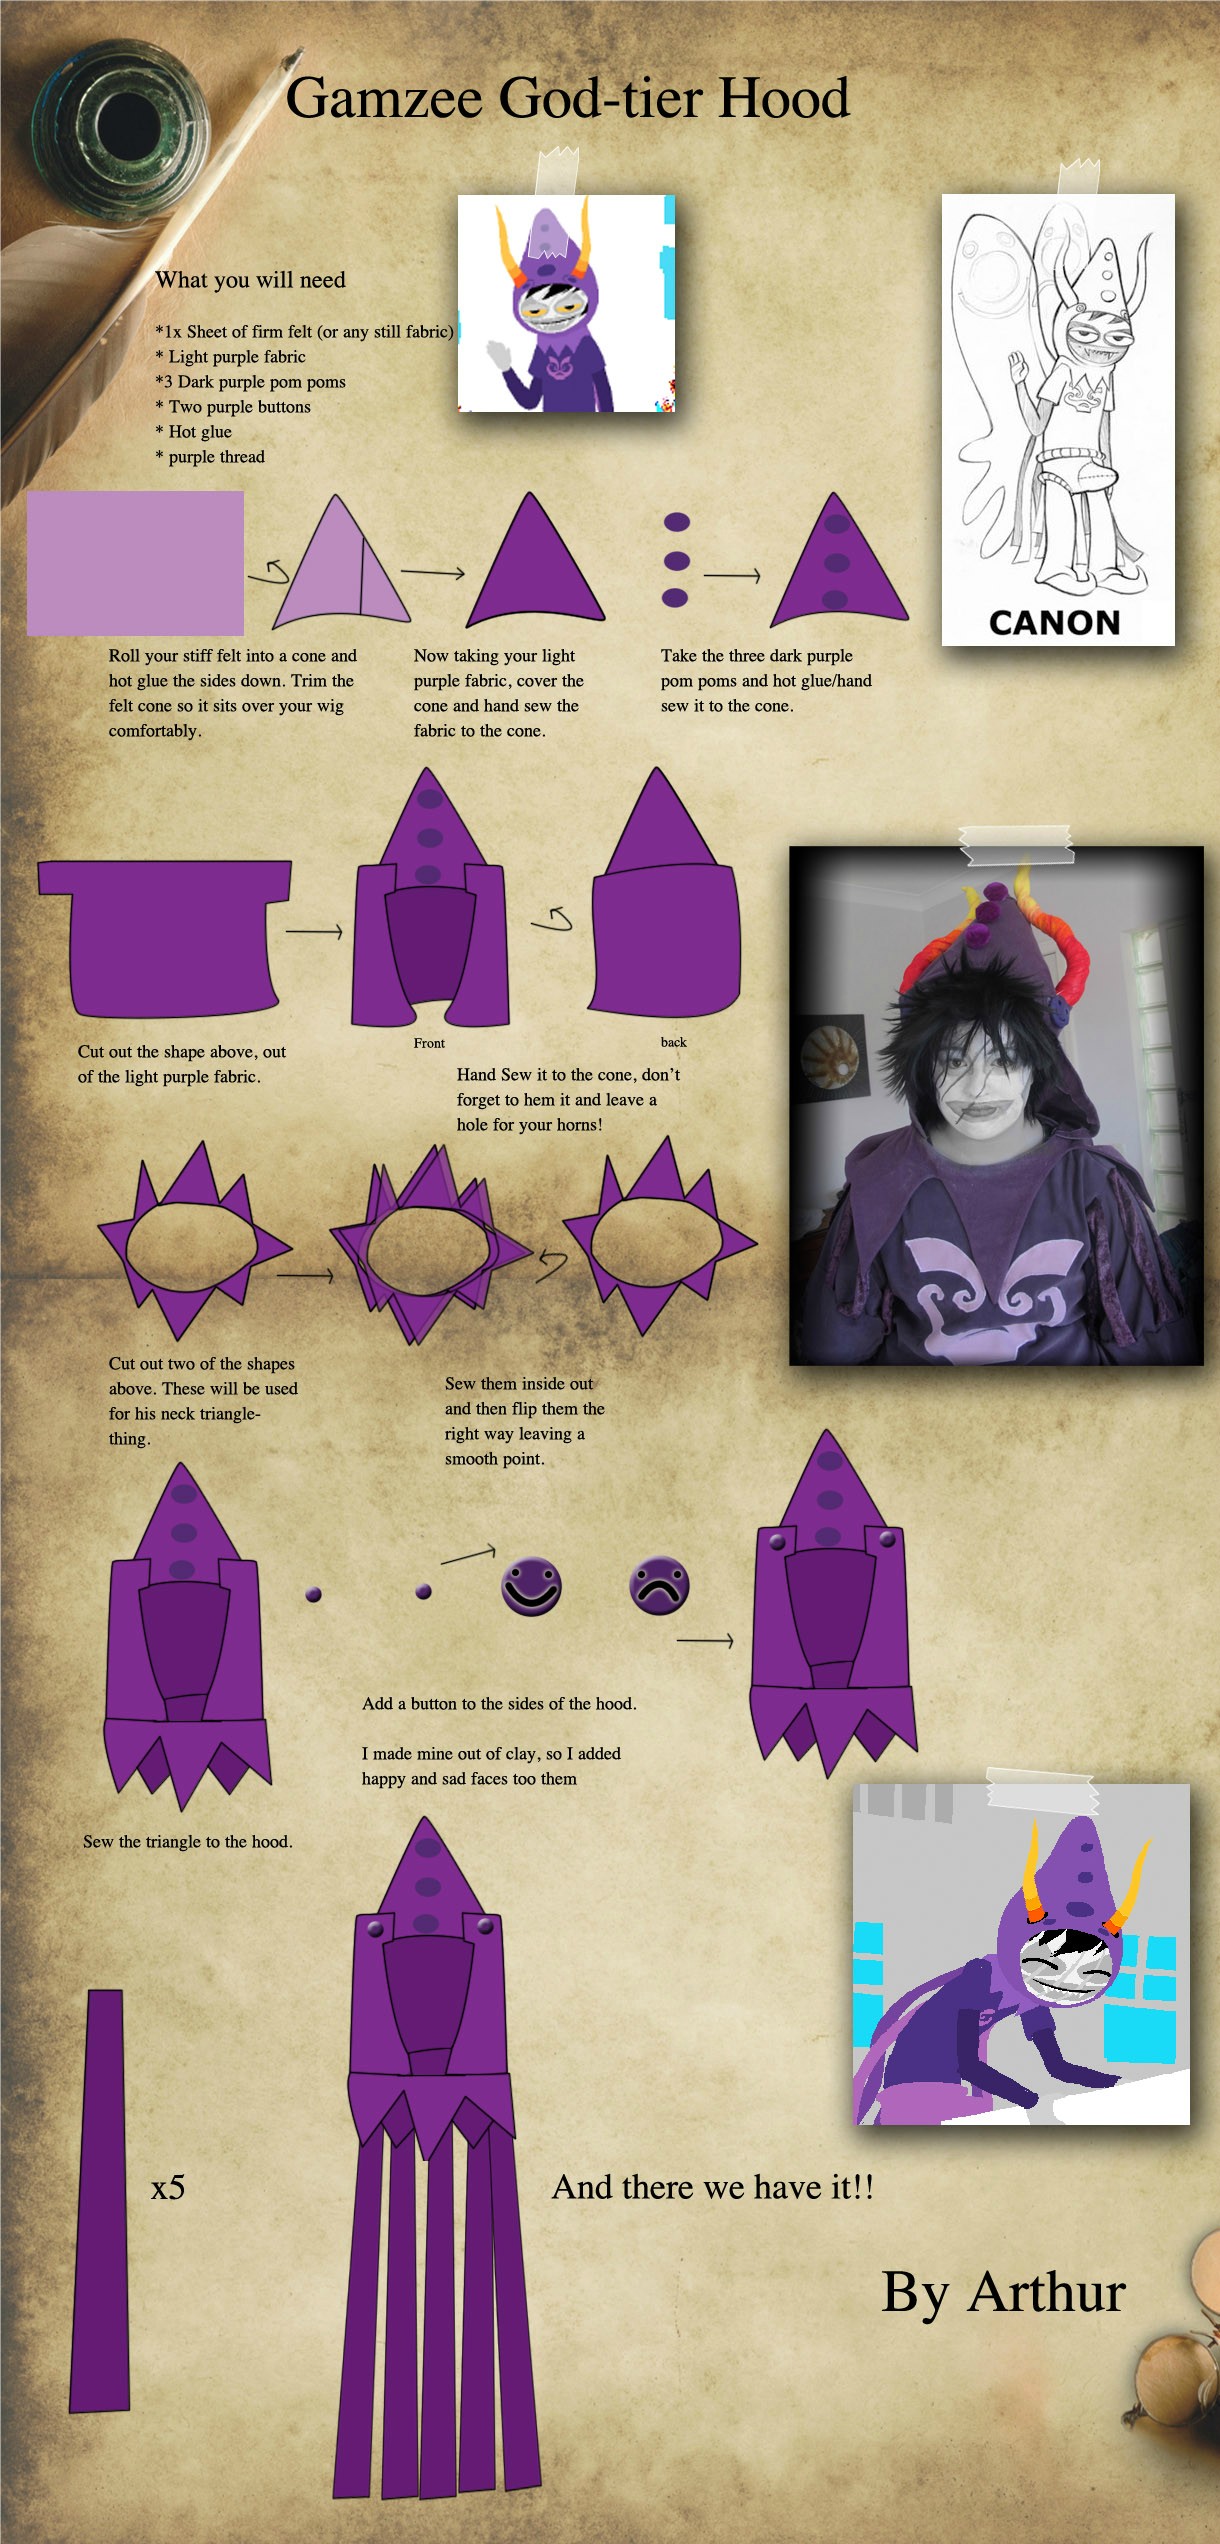 Gamzee God-tier Hood
What you will need
*1x Sheet of firm felt (or any still fabric)
* Light purple fabric
*3 Dark purple pom poms
* Two purple buttons
* Hot glue
* purple thread
CANON
Roll your stiff felt into a cone and
hot glue the sides down. Trim the
felt cone so it sits over your wig
comfortably.
Now taking your light
purple fabric, cover the
cone and hand sew the
fabric to the cone.
Take the three dark purple
pom poms and hot glue/hand
sew it to the cone.
Cut out the shape above, out
of the light purple fabric.
Front
back
Hand Sew it to the cone, don't
forget to hem it and leave a
hole for your horns!
Cut out two of the shapes
above. These will be used
for his neck triangle-
thing.
Sew them inside out
and then flip them the
right way leaving a
smooth point.
Add a button to the sides of the hood.
I made mine out of clay, so I added
happy and sad faces too them
Sew the triangle to the hood.
x5
And there we have it!!
By Arthur